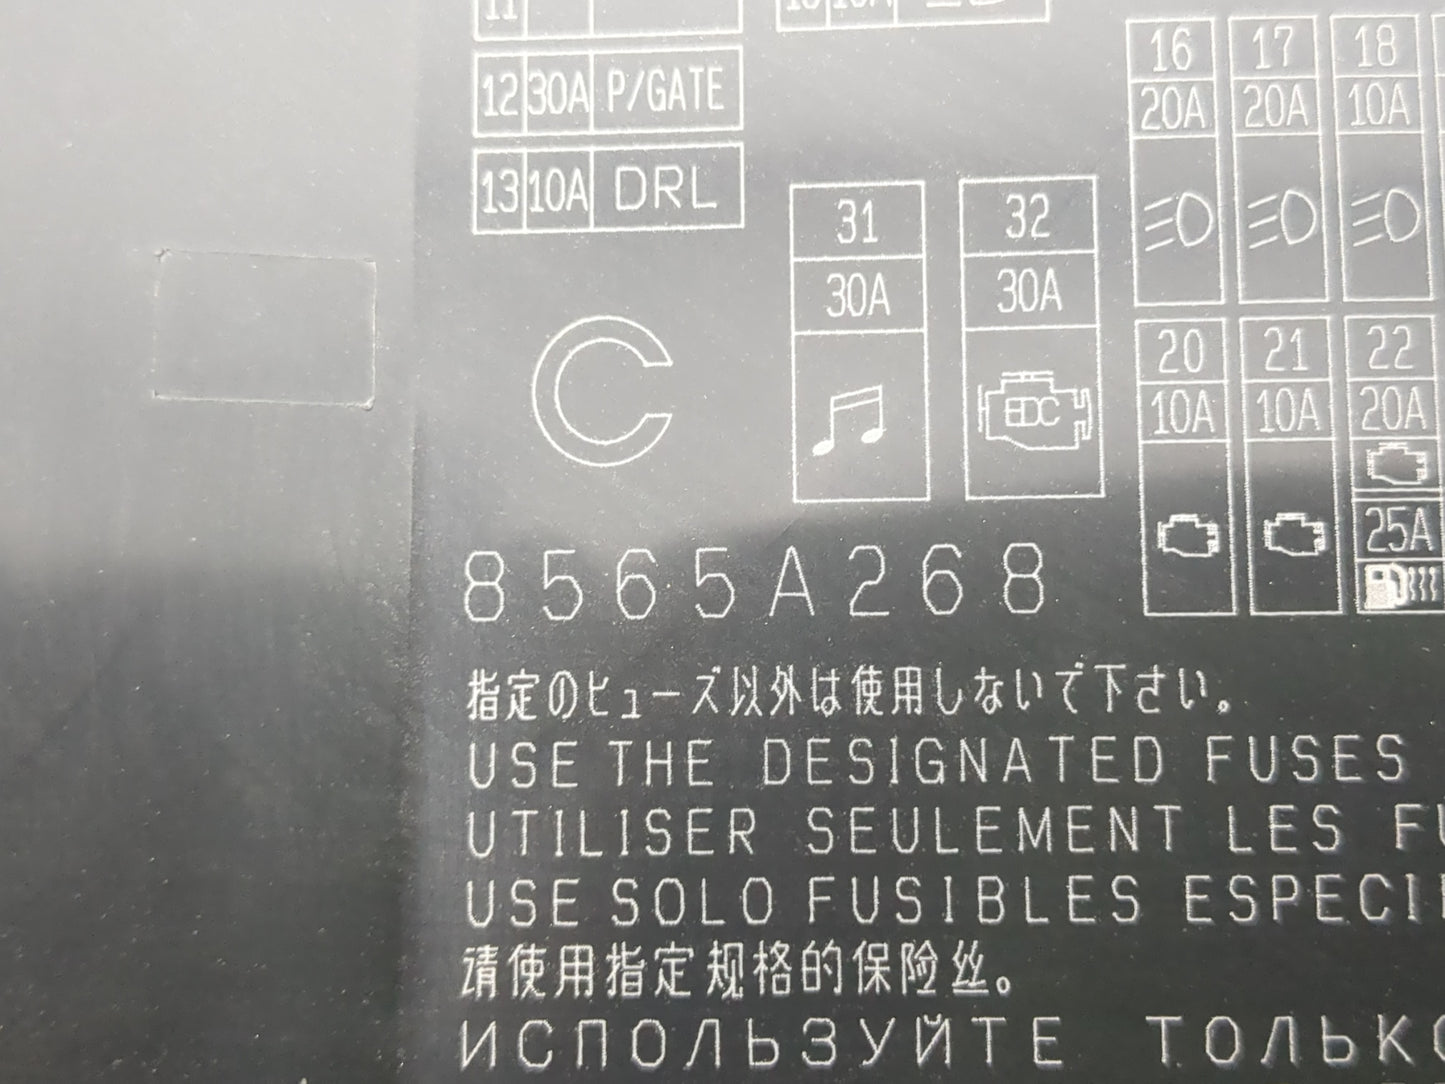 11
12 30A P/GATE
13 10A DRL
16 17 18
20A 20A 10A
31 32
30A 30A
EDC
20 21 22
10A 10A 20A
25A
C
8565A268
指定のヒューズ以外は使用しないで下さい。
USE THE DESIGNATED FUSES
UTILISER SEULEMENT LES
USE SOLO FUSIBLES
请使用指定规格的保险丝。
ИСПОЛЬЗУЙТЕ ТОЛЬКО